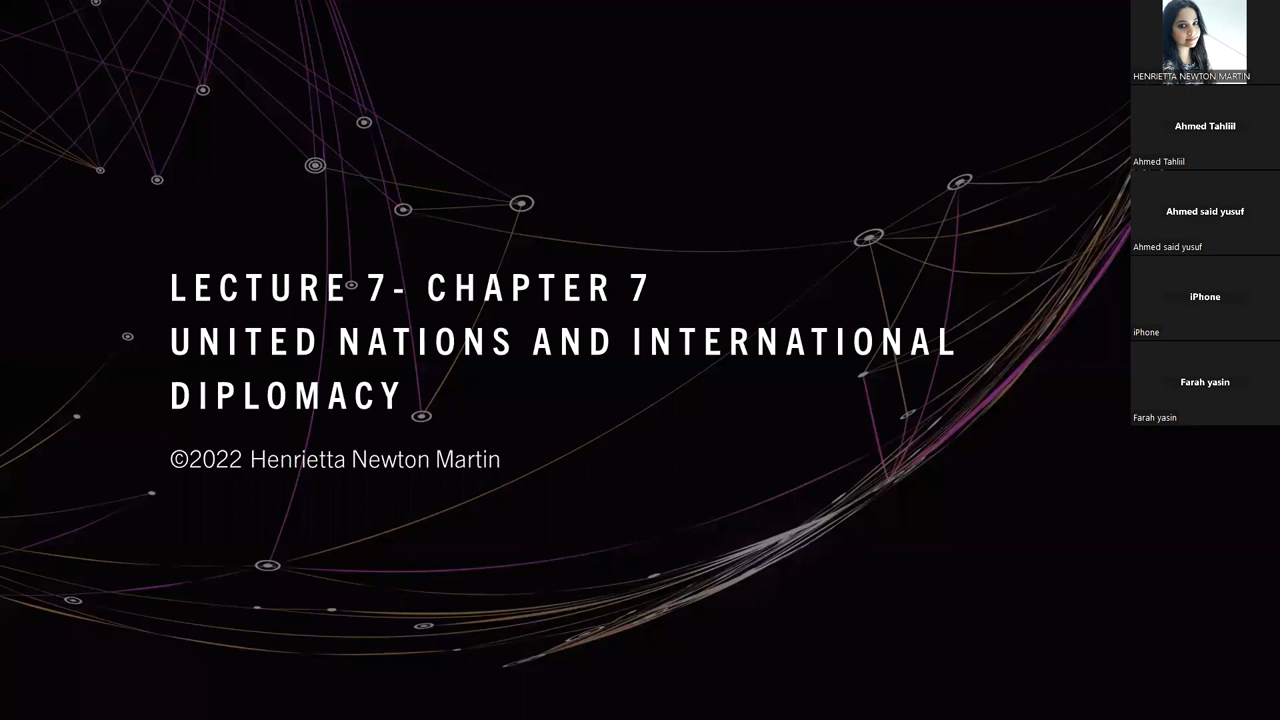 LECTURE 7- CHAPTER 7
UNITED NATIONS AND INTERNATIONAL
DIPLOMACY
©2022 Henrietta Newton Martin
HENRIETTA NEWTON MARTIN
Ahmed Tahliil
Ahmed Tahliil
Ahmed said yusuf
Ahmed said yusuf
iPhone
iPhone
Farah yasin
Farah yasin